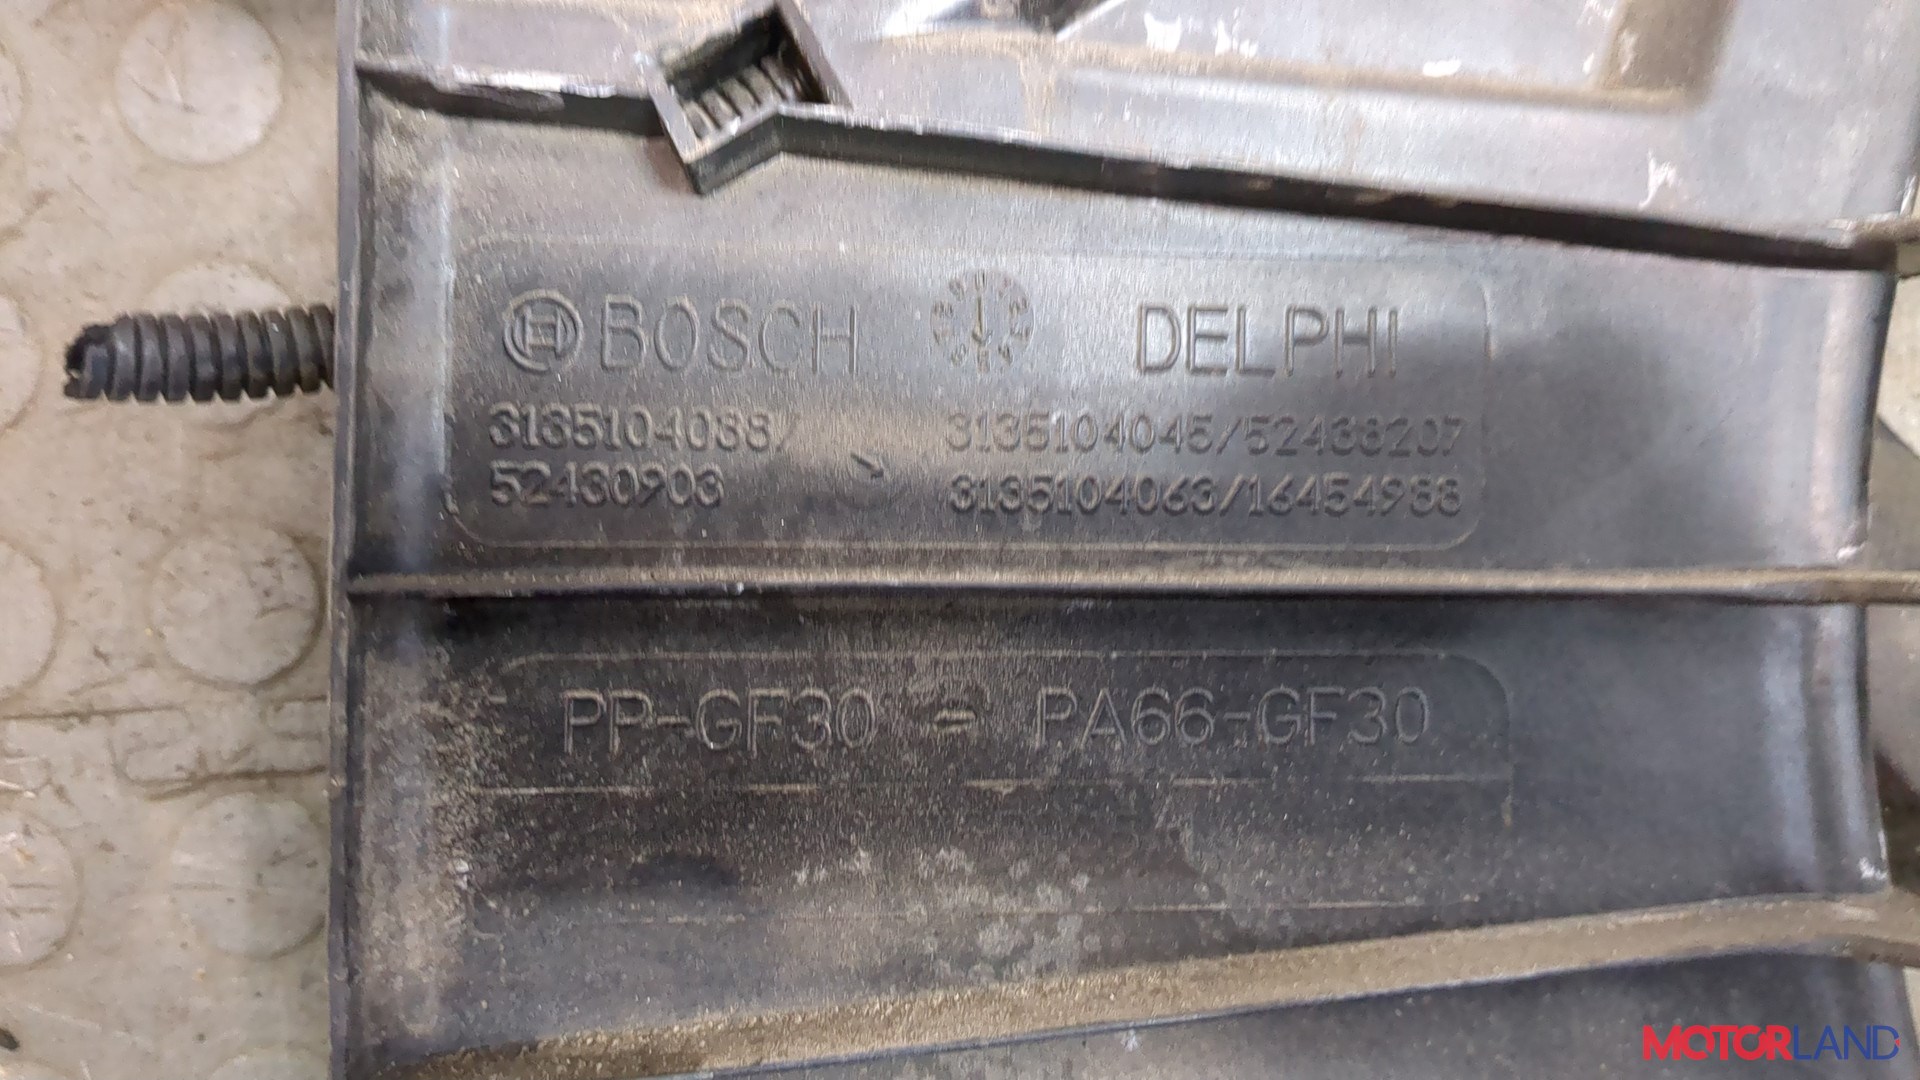 BOSCH DELPHI
3135104088/ 3135104045/52438207
52430903 3135104063/16454988
PP-GF30 - PA66-GF30
MOTORLAND